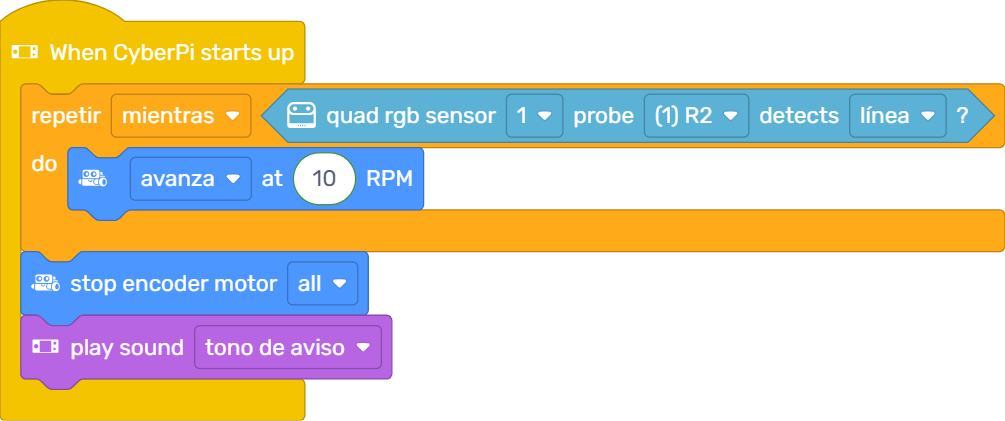 When CyberPi starts up
repetir mientras quad rgb sensor 1 probe (1) R2 detects línea ?
do avanza at 10 RPM
stop encoder motor all
play sound tono de aviso